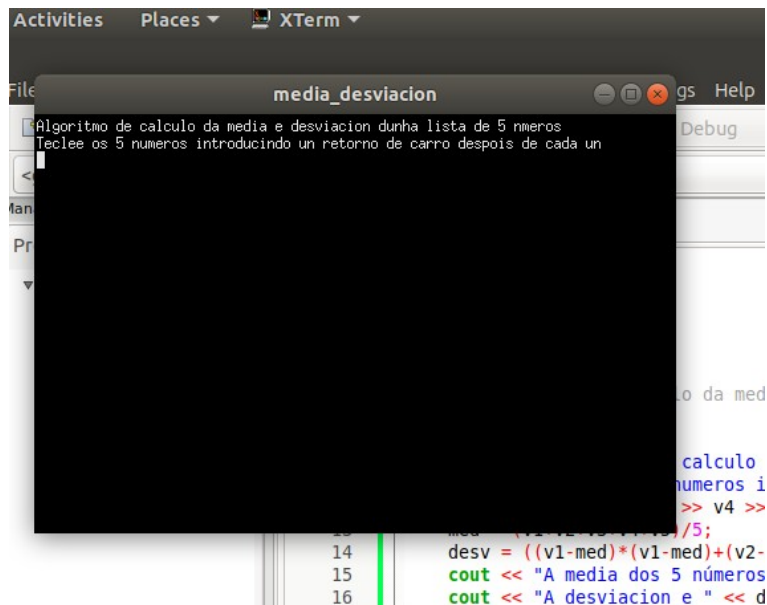 Activities Places XTerm
File media_desviacion gs Help
Algoritmo de calculo da media e desviacion dunha lista de 5 nmeros
Teclee os 5 numeros introducindo un retorno de carro despois de cada un
Debug
<
Man
Pr
o da med
calculo
numeros i
>> v4 >>
)/5;
14 desv = ((v1-med)*(v1-med)+(v2-
15 cout << "A media dos 5 números
16 cout << "A desviacion e " << d